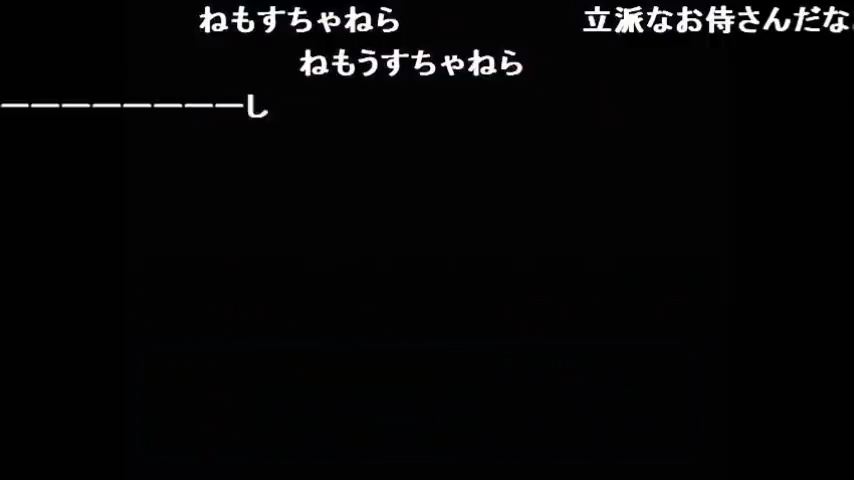 ねもすちゃねら
立派なお侍さんだな
ねもうすちゃねら
ーーーーーーーーし